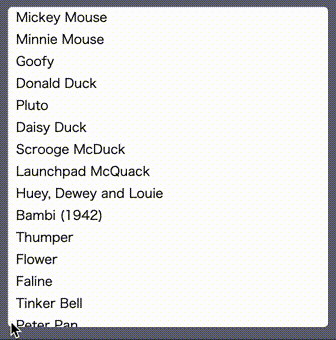 Mickey Mouse
Minnie Mouse
Goofy
Donald Duck
Pluto
Daisy Duck
Scrooge McDuck
Launchpad McQuack
Huey, Dewey and Louie
Bambi (1942)
Thumper
Flower
Faline
Tinker Bell
Peter Pan